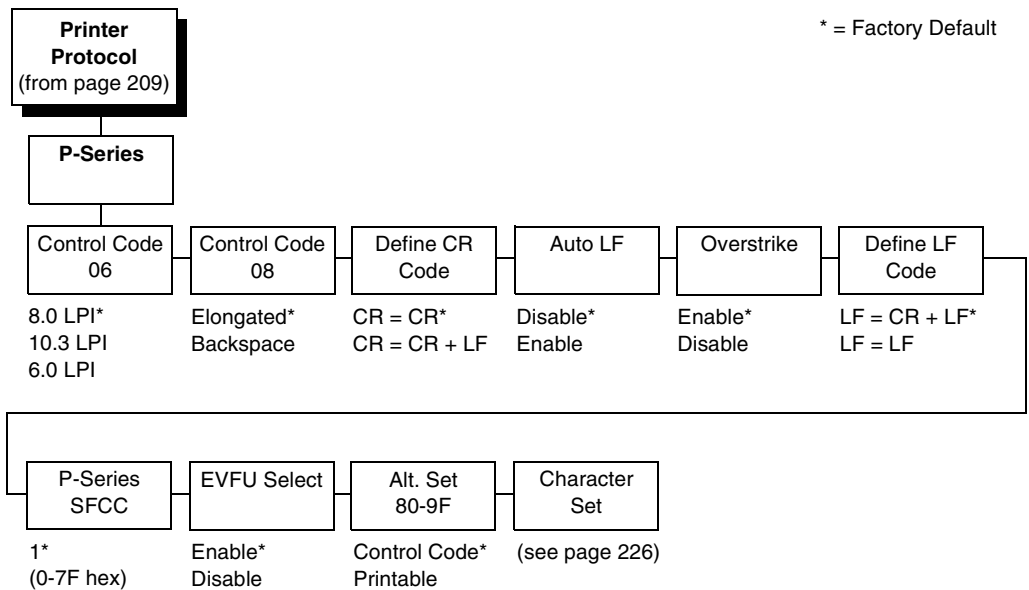 Printer
Protocol
(from page 209)
* = Factory Default
P-Series
Control Code
06
8.0 LPI*
10.3 LPI
6.0 LPI
Control Code
08
Elongated*
Backspace
Define CR
Code
CR = CR*
CR = CR + LF
Auto LF
Disable*
Enable
Overstrike
Enable*
Disable
Define LF
Code
LF = CR + LF*
LF = LF
P-Series
SFCC
1*
(0-7F hex)
EVFU Select
Enable*
Disable
Alt. Set
80-9F
Control Code*
Printable
Character
Set
(see page 226)